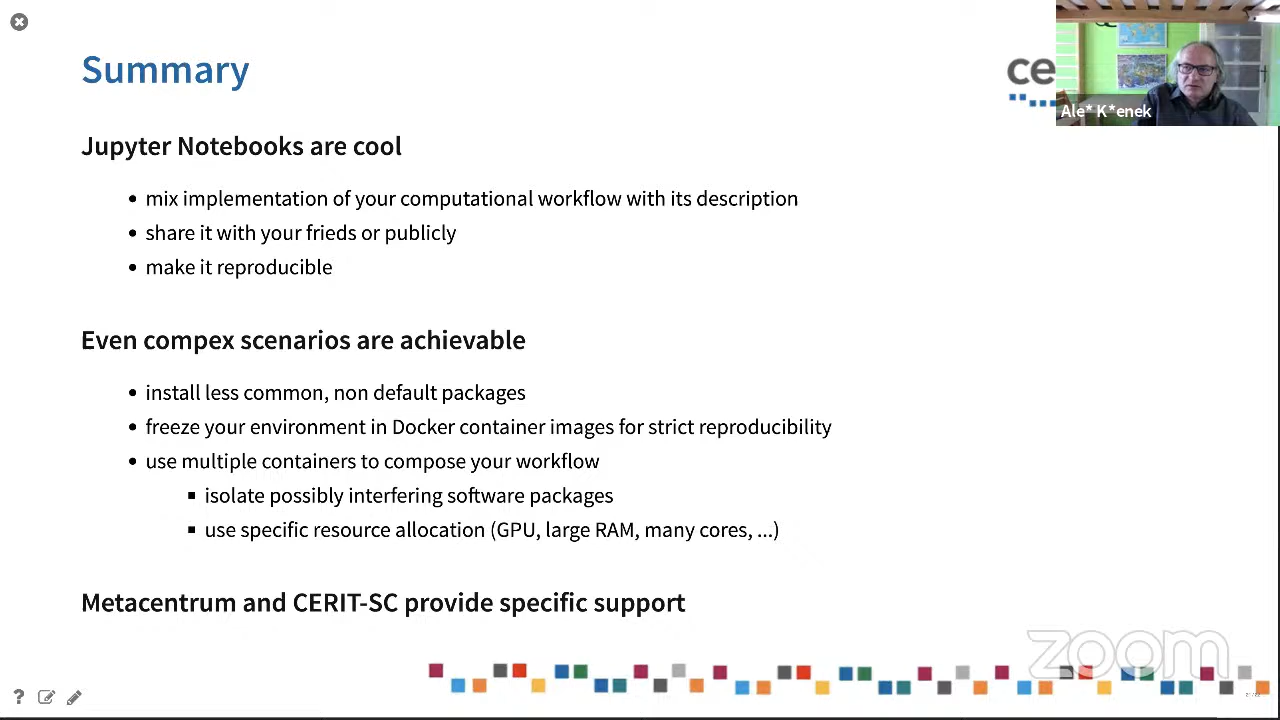 Summary
ce
Ale* K*enek
Jupyter Notebooks are cool
mix implementation of your computational workflow with its description
share it with your frieds or publicly
make it reproducible
Even compex scenarios are achievable
install less common, non default packages
freeze your environment in Docker container images for strict reproducibility
use multiple containers to compose your workflow
isolate possibly interfering software packages
use specific resource allocation (GPU, large RAM, many cores, ...)
Metacentrum and CERIT-SC provide specific support
zoom
?